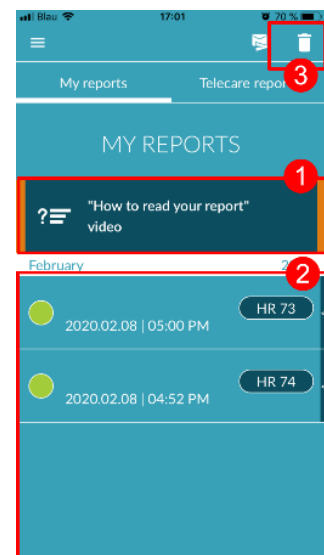 Blau 17:01 70 %
My reports Telecare repor
3
MY REPORTS
1
?
"How to read your report"
video
February 2
2
HR 73
2020.02.08 | 05:00 PM
HR 74
2020.02.08 | 04:52 PM